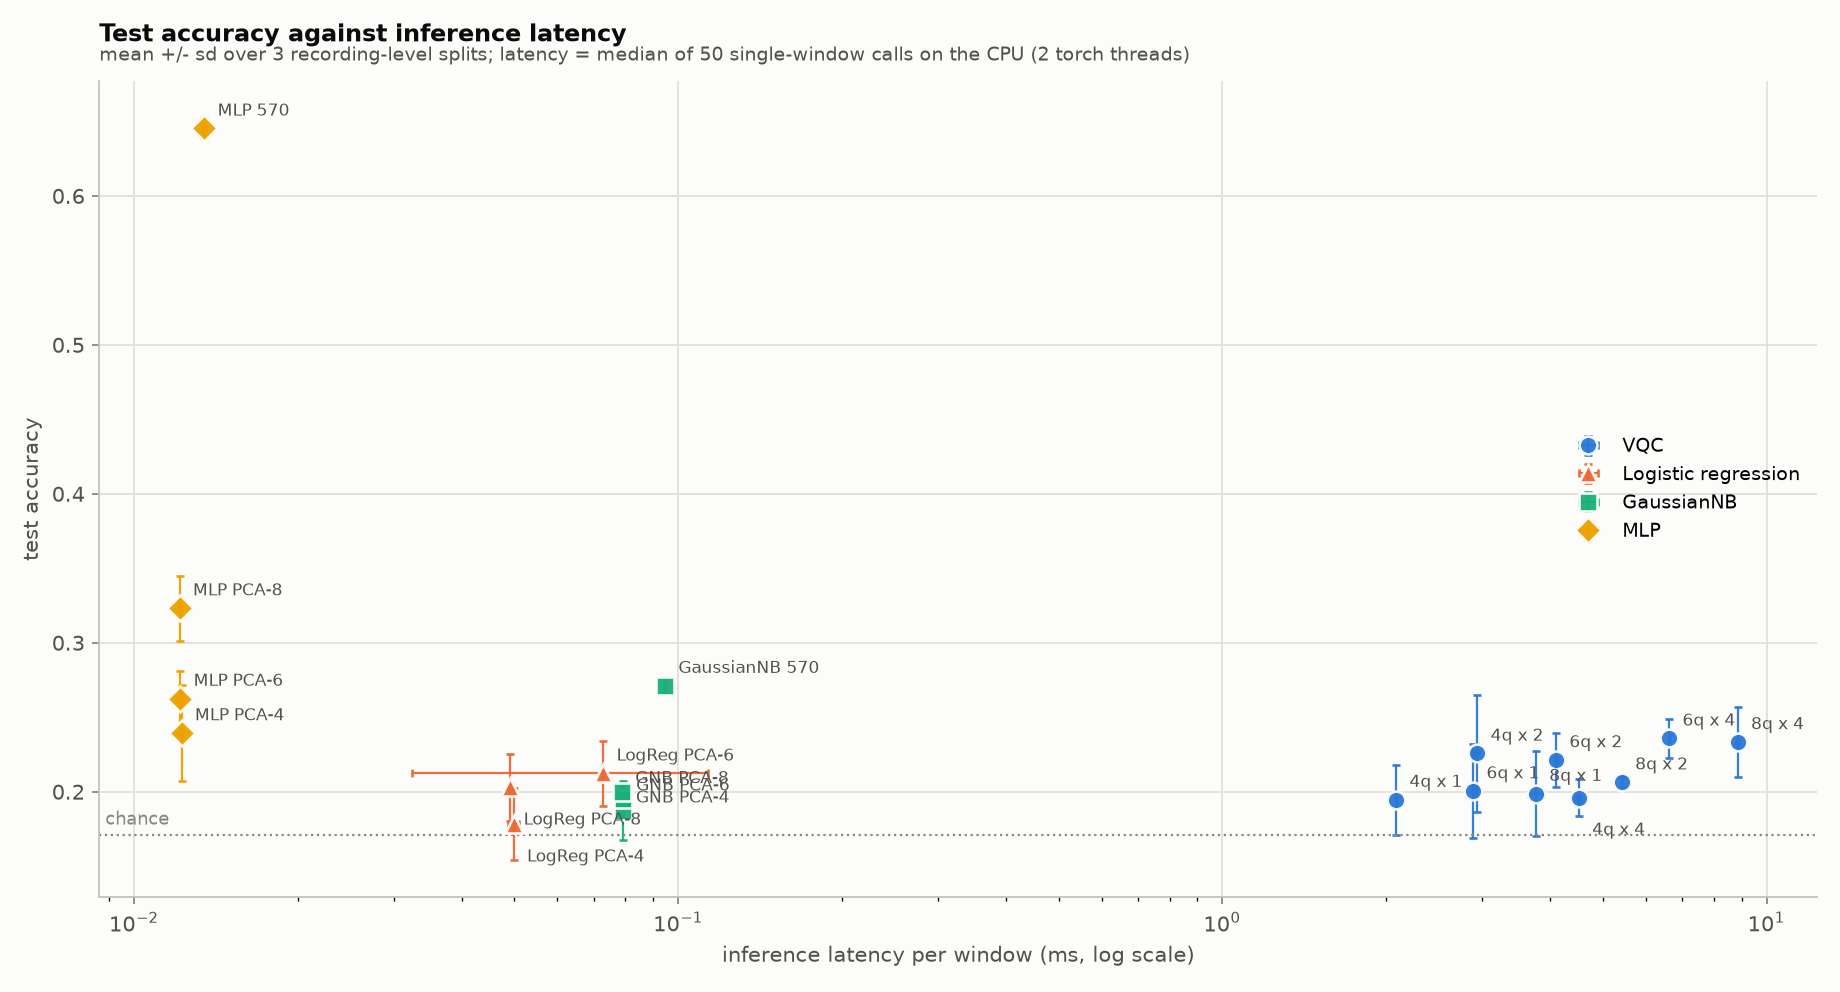 Test accuracy against inference latency
mean +/- sd over 3 recording-level splits; latency = median of 50 single-window calls on the CPU (2 torch threads)
MLP 570
0.6
0.5
0.4
0.3
0.2
test accuracy
VQC
Logistic regression
GaussianNB
MLP
MLP PCA-8
MLP PCA-6
MLP PCA-4
GaussianNB 570
LogReg PCA-6
GNB PCA-8
GNB PCA-6
GNB PCA-4
LogReg PCA-8
LogReg PCA-4
4q x 1
4q x 2
6q x 1
6q x 2
8q x 1
4q x 4
8q x 2
6q x 4
8q x 4
chance
10⁻²
10⁻¹
10⁰
10¹
inference latency per window (ms, log scale)